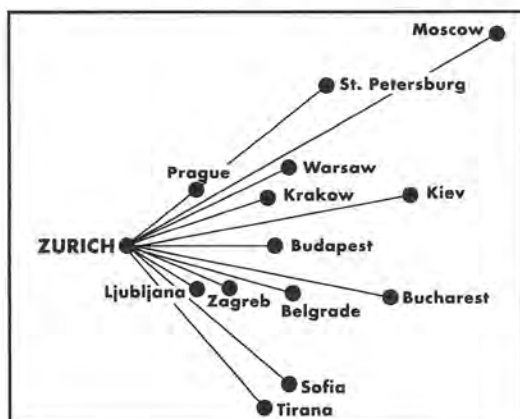 Moscow
St. Petersburg
Prague
Warsaw
Krakow
Kiev
ZURICH
Budapest
Ljubljana
Zagreb
Belgrade
Bucharest
Sofia
Tirana